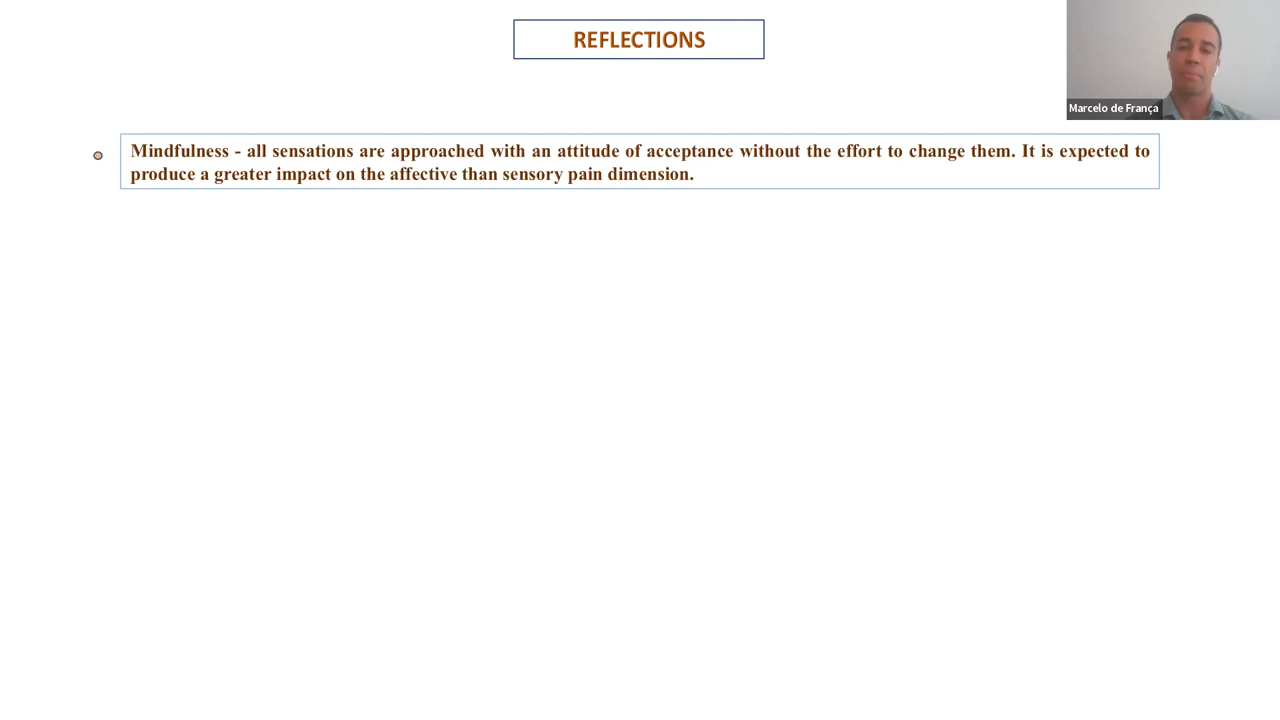 REFLECTIONS
Marcelo de França
Mindfulness - all sensations are approached with an attitude of acceptance without the effort to change them. It is expected to
produce a greater impact on the affective than sensory pain dimension.